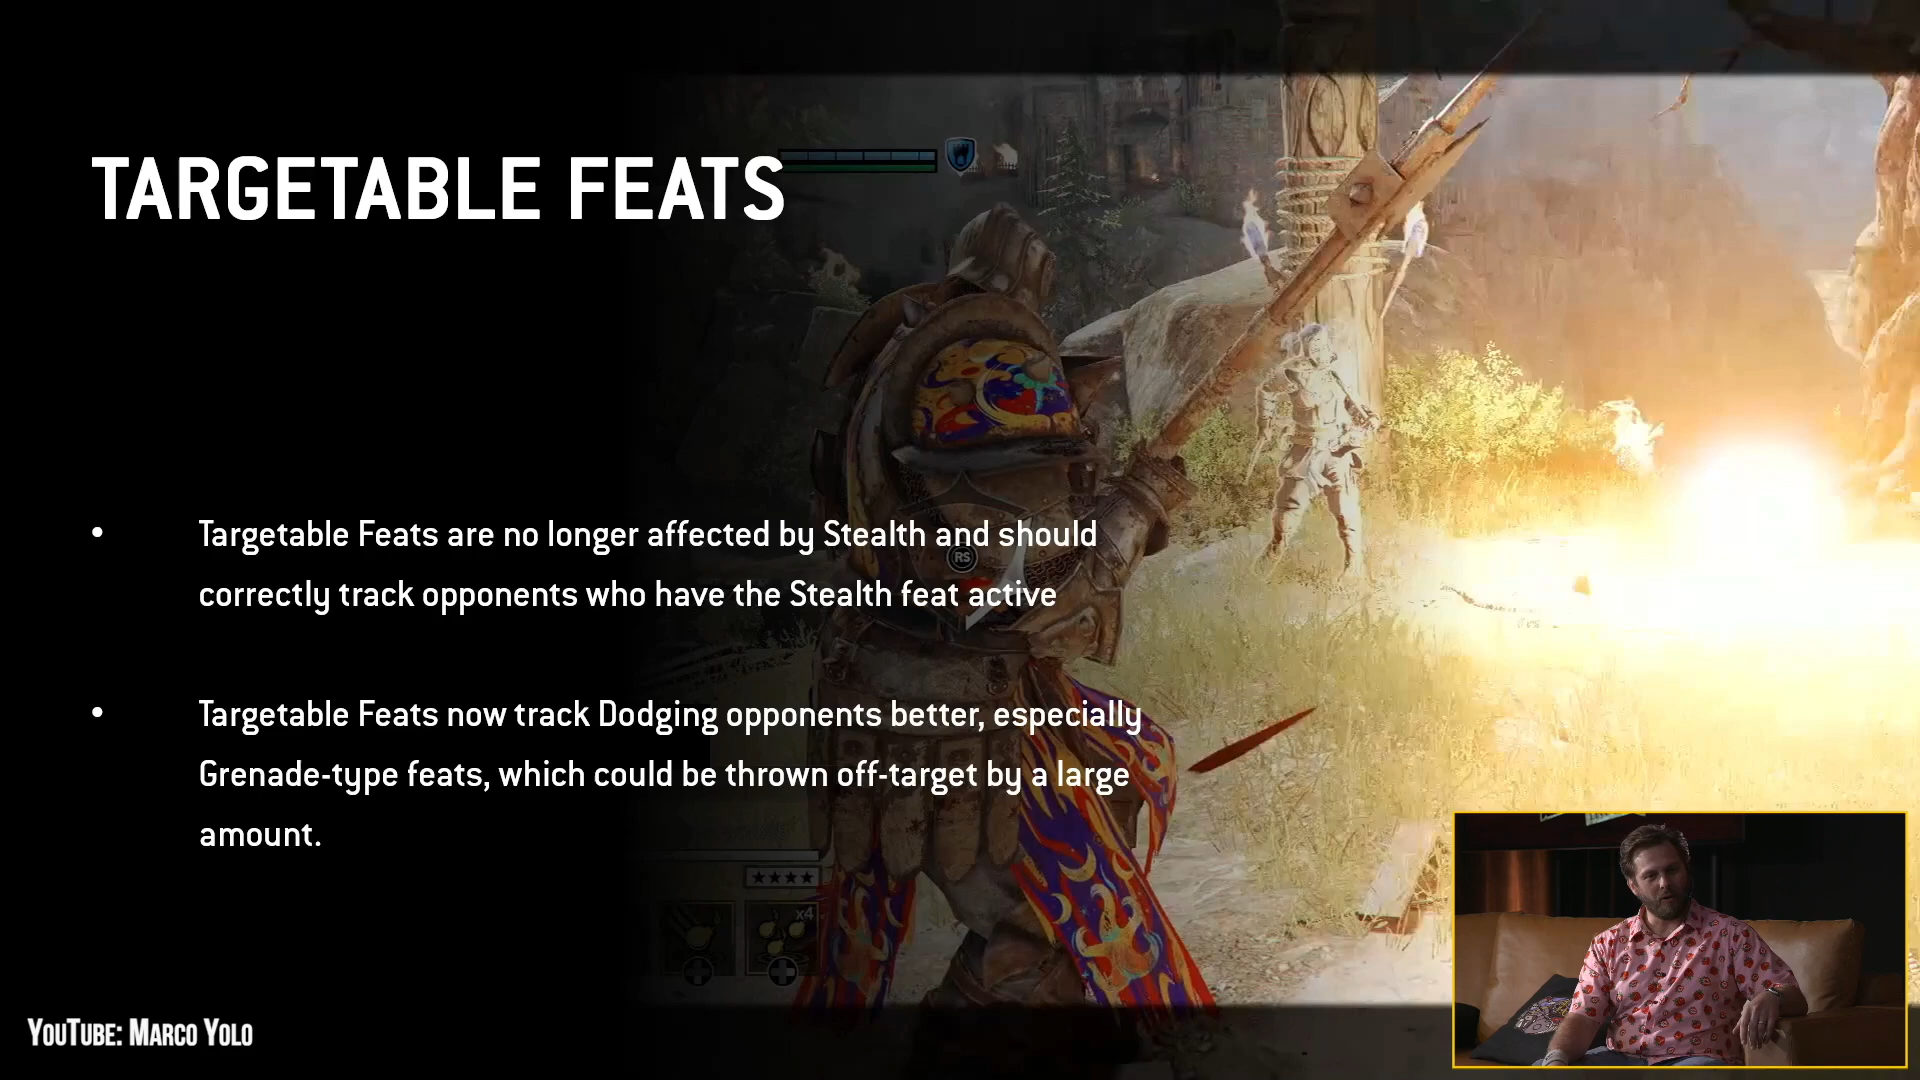 TARGETABLE FEATS
• Targetable Feats are no longer affected by Stealth and should
correctly track opponents who have the Stealth feat active
• Targetable Feats now track Dodging opponents better, especially
Grenade-type feats, which could be thrown off-target by a large
amount.
RS
x4
YouTube: Marco Yolo